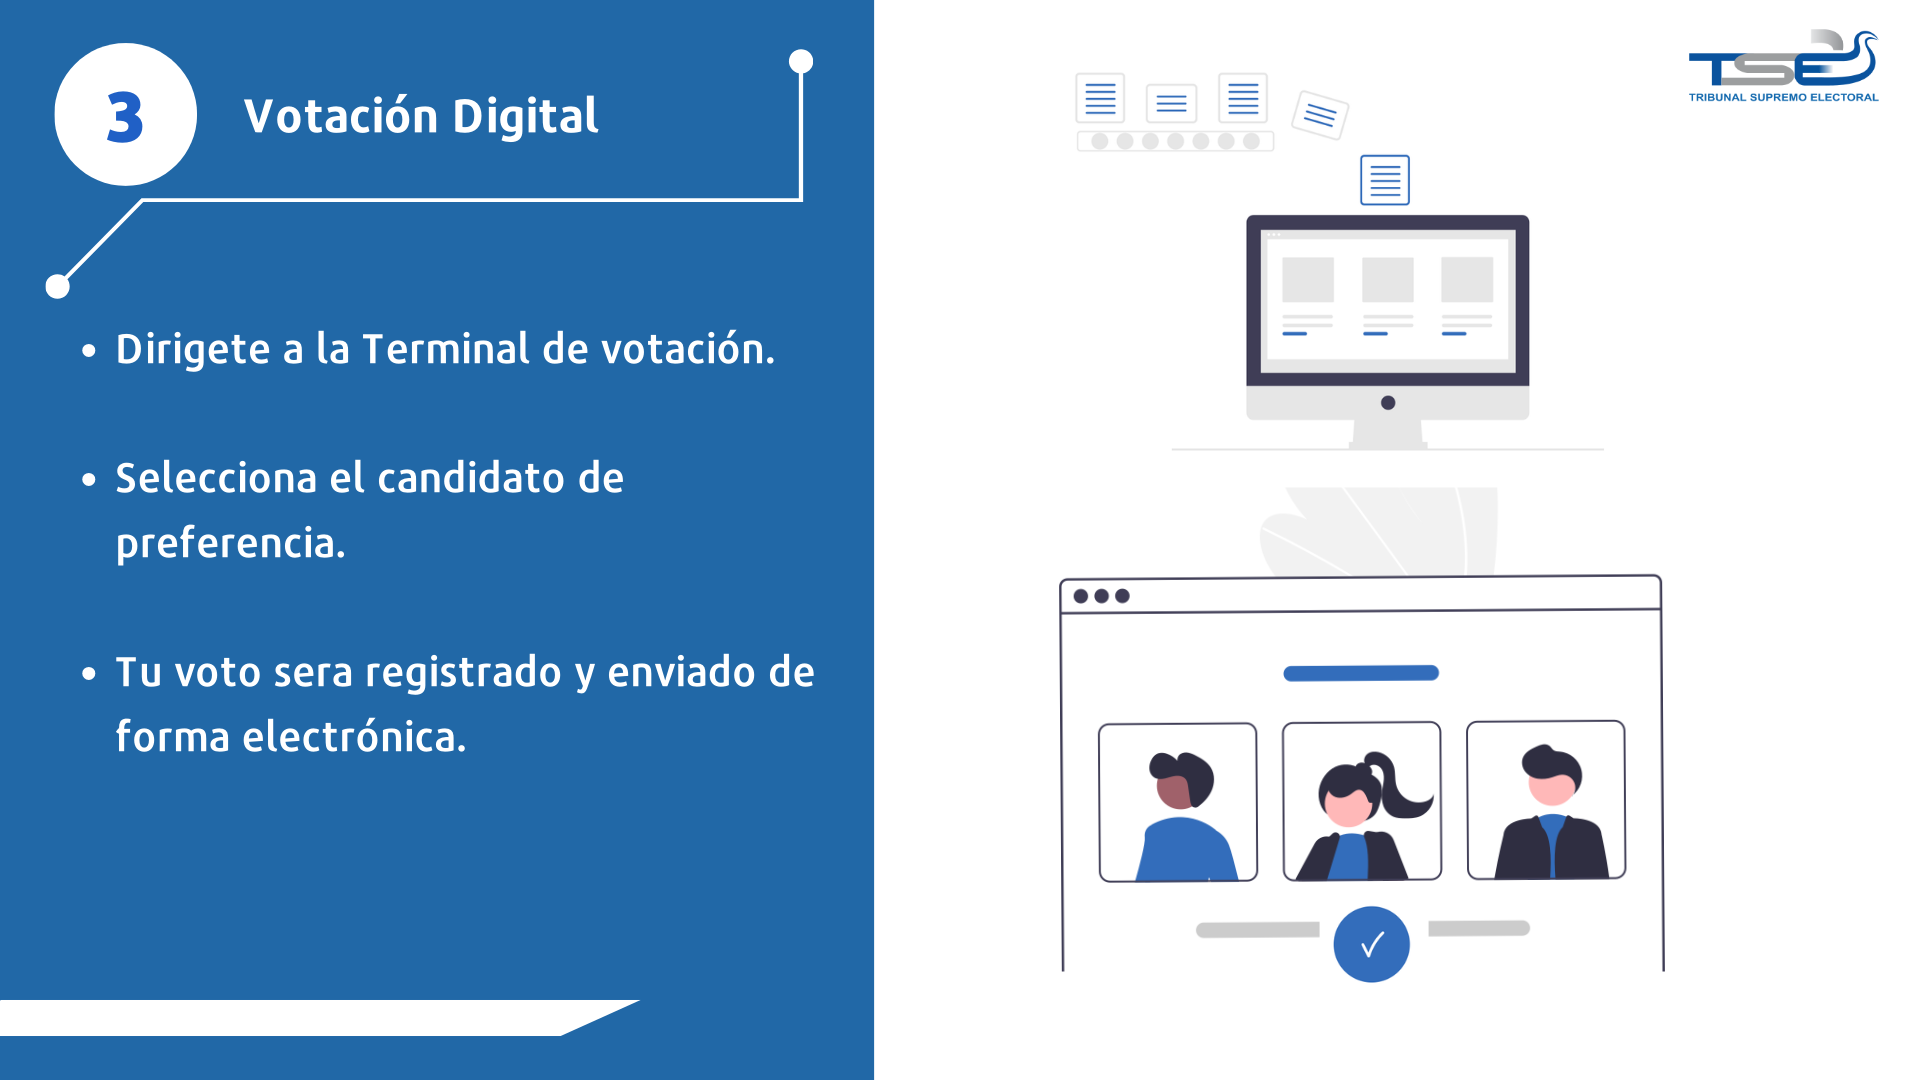 3
Votación Digital
• Dirigete a la Terminal de votación.
• Selecciona el candidato de
preferencia.
• Tu voto sera registrado y enviado de
forma electrónica.
TSE
TRIBUNAL SUPREMO ELECTORAL